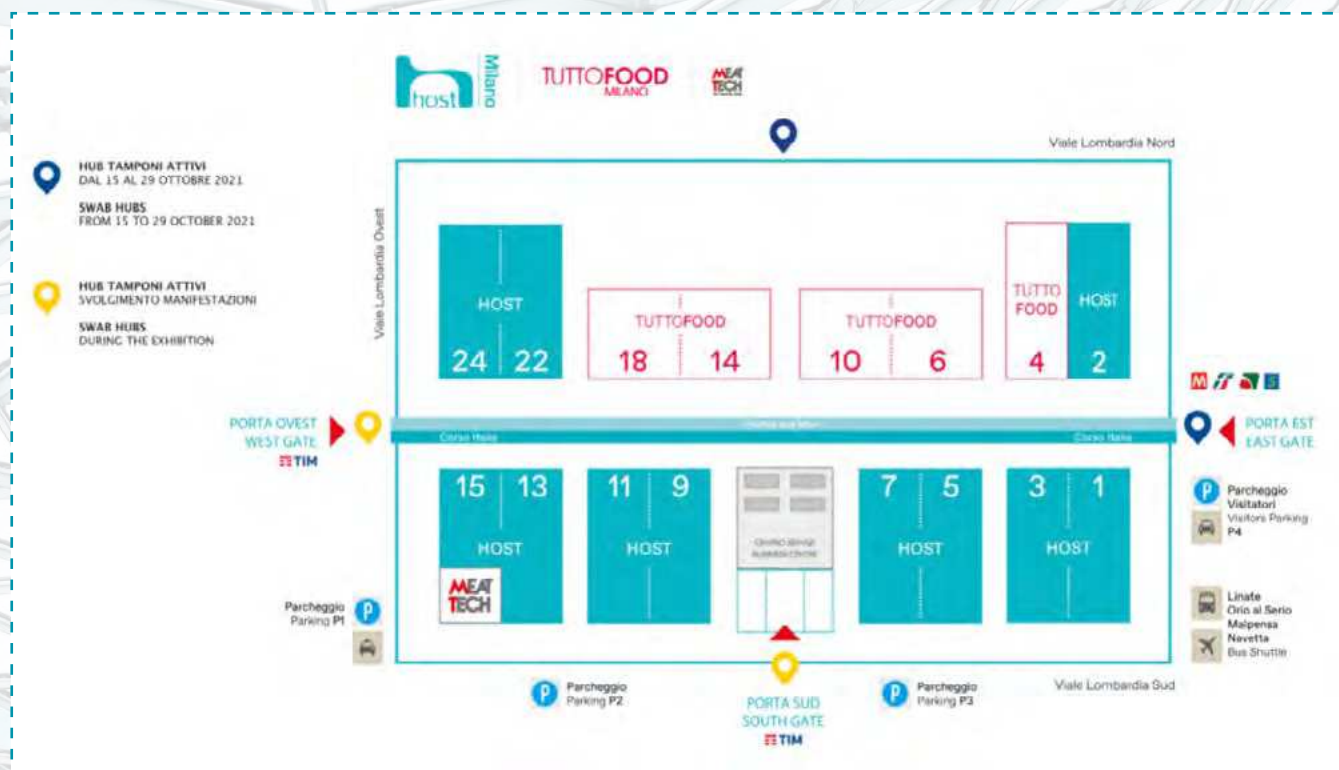 host
Milano
TUTTOFOOD
MILANO
MEAT
TECH
HUB TAMPONI ATTIVI
DAL 15 AL 29 OTTOBRE 2021
SWAB HUBS
FROM 15 TO 29 OCTOBER 2021
HUB TAMPONI ATTIVI
SVOLGIMENTO MANIFESTAZIONI
SWAB HUBS
DURING THE EXHIBITION
Viale Lombardia Nord
Viale Lombardia Ovest
HOST
24 22
TUTTOFOOD
18 14
TUTTOFOOD
10 6
TUTTO
FOOD
4
HOST
2
M
S
PORTA OVEST
WEST GATE
TIM
Corso Italia
Corso Italia
PORTA EST
EAST GATE
15 13
HOST
MEAT
TECH
11 9
HOST
CENTRO SERVIZI
BUSINESS CENTRE
7 5
HOST
3 1
HOST
P
Parcheggio
Visitatori
Visitors Parking
P4
Linate
Orio al Serio
Malpensa
Navetta
Bus Shuttle
Parcheggio
Parking P1
P
P
Parcheggio
Parking P2
PORTA SUD
SOUTH GATE
TIM
P
Parcheggio
Parking P3
Viale Lombardia Sud